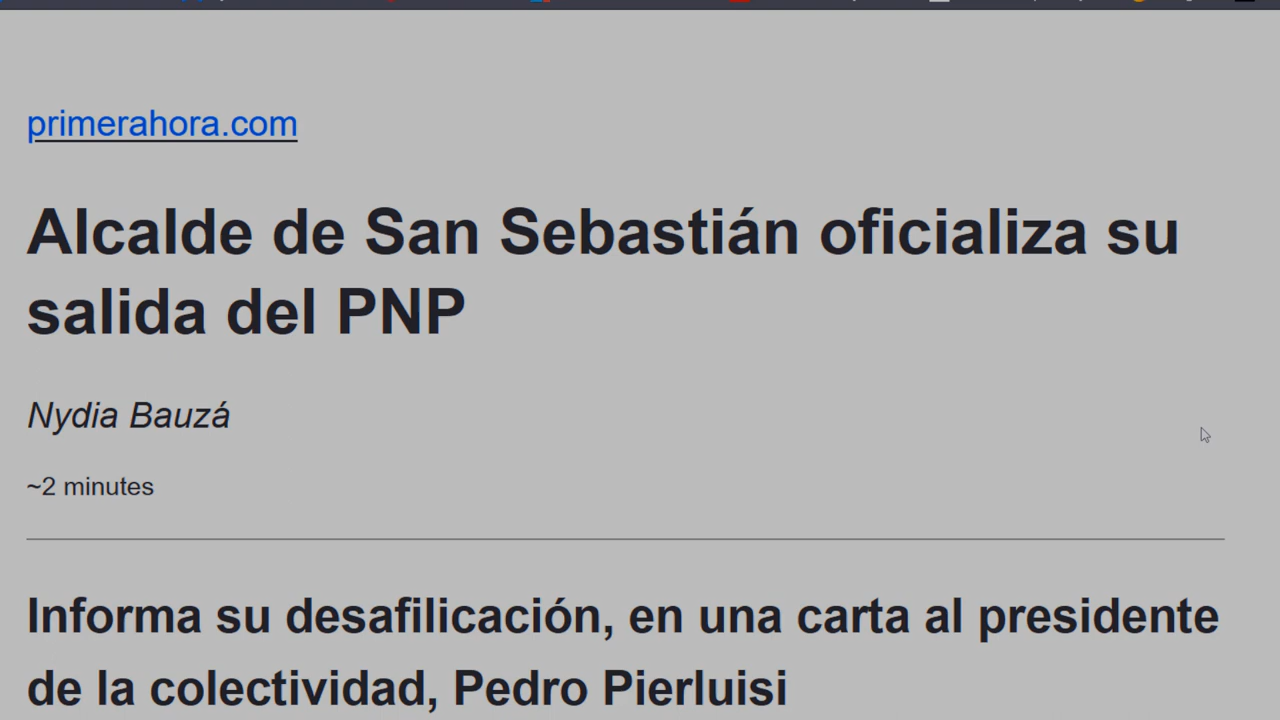 primerahora.com
Alcalde de San Sebastián oficializa su
salida del PNP
Nydia Bauzá
~2 minutes
Informa su desafilicación, en una carta al presidente
de la colectividad, Pedro Pierluisi